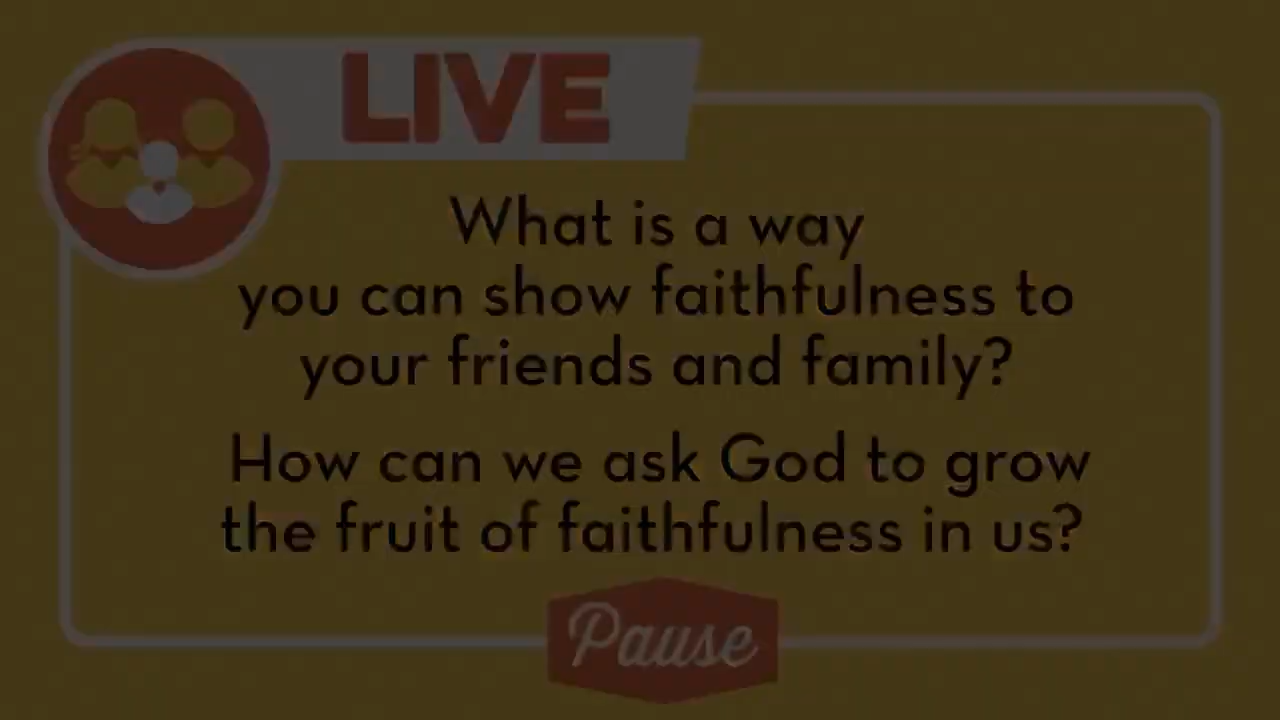 LIVE
What is a way
you can show faithfulness to
your friends and family?
How can we ask God to grow
the fruit of faithfulness in us?
Pause